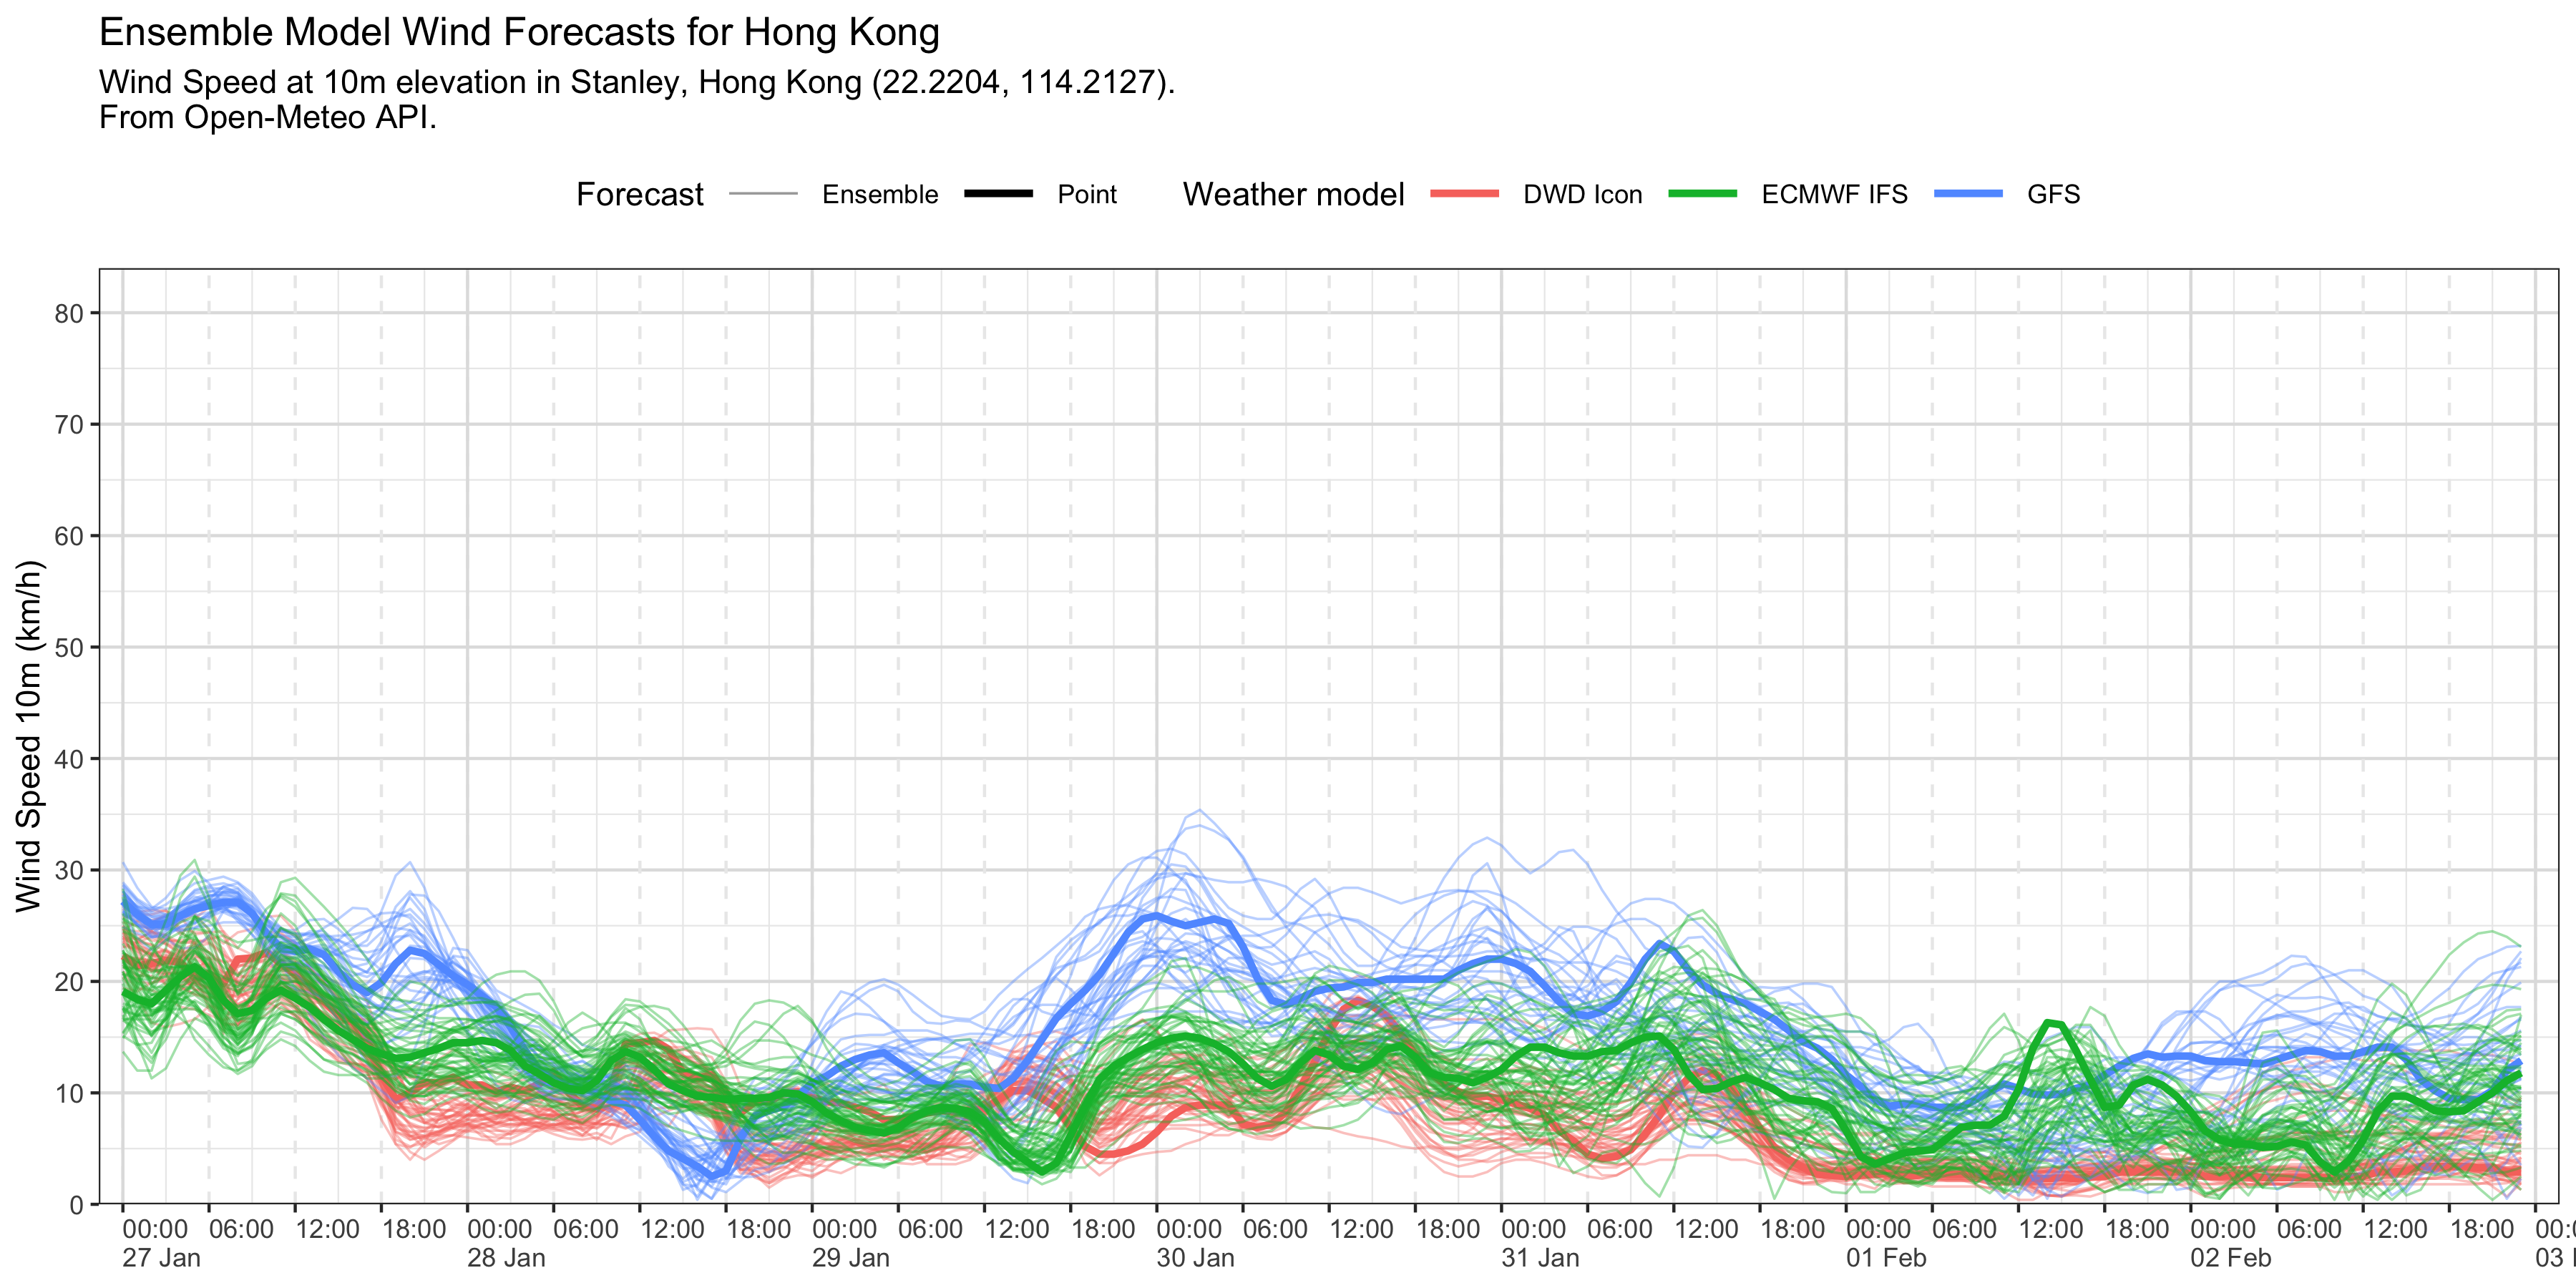 Ensemble Model Wind Forecasts for Hong Kong
Wind Speed at 10m elevation in Stanley, Hong Kong (22.2204, 114.2127).
From Open-Meteo API.
Forecast Ensemble Point Weather model DWD Icon ECMWF IFS GFS
Wind Speed 10m (km/h)
80
70
60
50
40
30
20
10
0
00:00 06:00 12:00 18:00 00:00 06:00 12:00 18:00 00:00 06:00 12:00 18:00 00:00 06:00 12:00 18:00 00:00 06:00 12:00 18:00 00:00 06:00 12:00 18:00 00:00 06:00 12:00 18:00
27 Jan 28 Jan 29 Jan 30 Jan 31 Jan 01 Feb 02 Feb 03